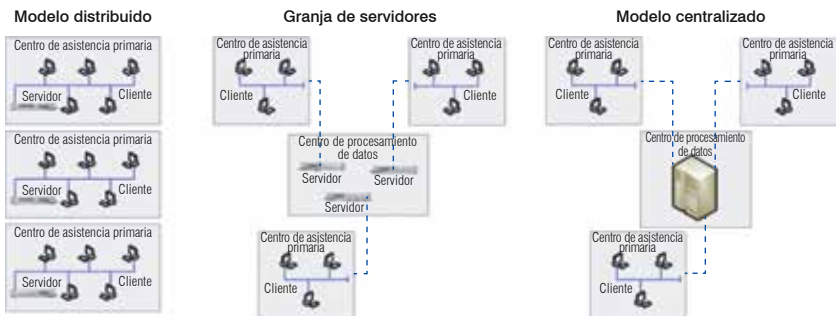 Modelo distribuido
Centro de asistencia primaria
Servidor
Cliente
Centro de asistencia primaria
Servidor
Cliente
Centro de asistencia primaria
Servidor
Cliente
Granja de servidores
Centro de asistencia
primaria
Cliente
Centro de asistencia
primaria
Cliente
Centro de procesamiento
de datos
Servidor
Servidor
Servidor
Centro de asistencia
primaria
Cliente
Modelo centralizado
Centro de asistencia
primaria
Cliente
Centro de asistencia
primaria
Cliente
Centro de procesamiento
de datos
Centro de asistencia
primaria
Cliente